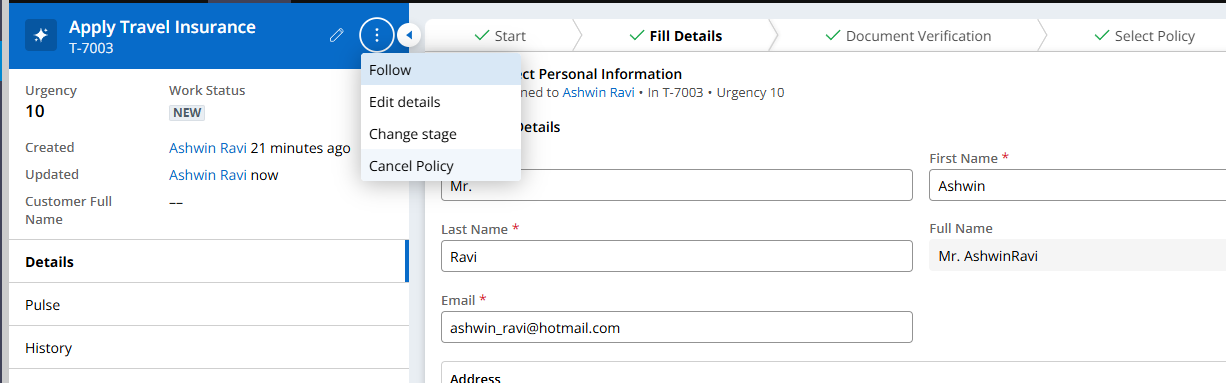 Apply Travel Insurance
T-7003
Start
Fill Details
Document Verification
Select Policy
Follow
Edit details
Change stage
Cancel Policy
Urgency
10
Work Status
NEW
Created
Ashwin Ravi 21 minutes ago
Updated
Ashwin Ravi now
Customer Full
Name
––
Details
Pulse
History
Personal Information
to Ashwin Ravi • In T-7003 • Urgency 10
Details
Mr.
First Name *
Ashwin
Last Name *
Ravi
Full Name
Mr. AshwinRavi
Email *
ashwin_ravi@hotmail.com
Address